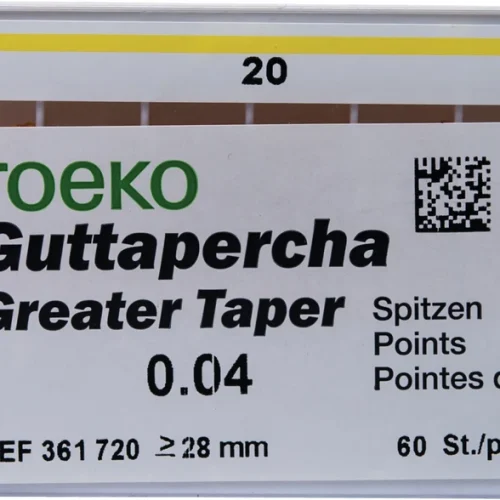 20
roeko
Guttapercha
Greater Taper
Spitzen
0.04
Points
Pointes d
EF 361 720 ≥28 mm
60 St./p